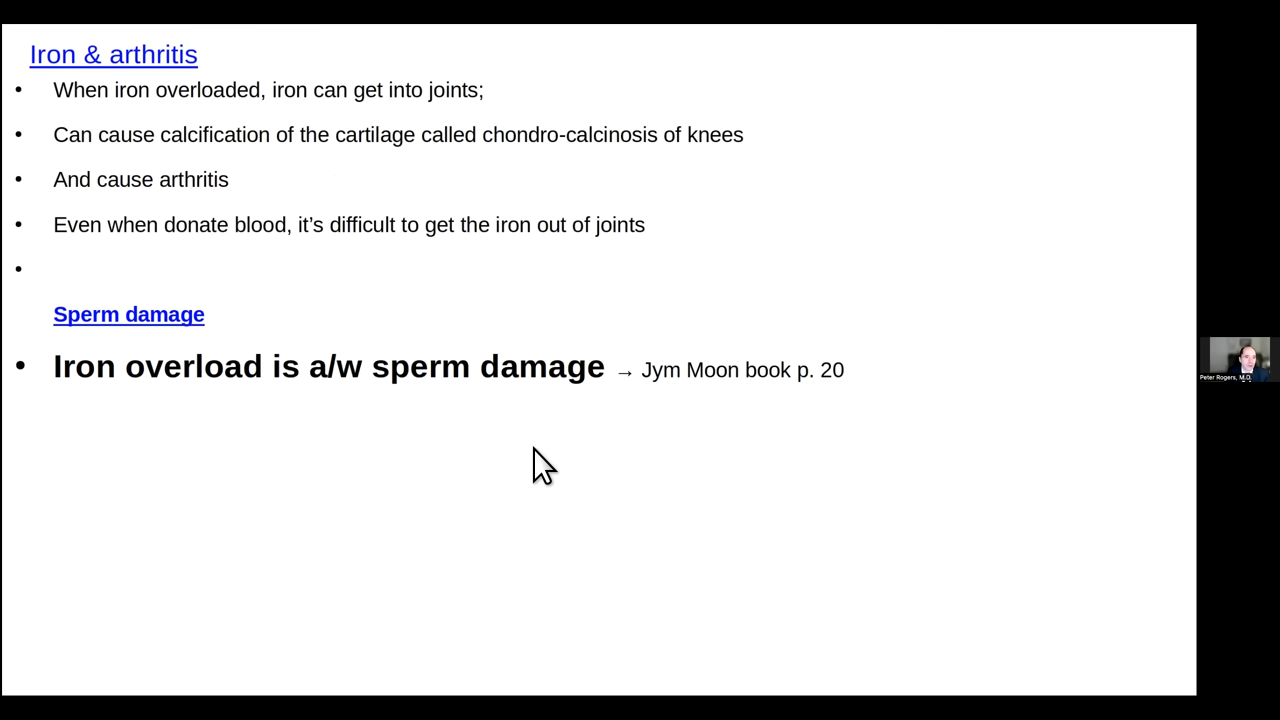 Iron & arthritis
• When iron overloaded, iron can get into joints;
• Can cause calcification of the cartilage called chondro-calcinosis of knees
• And cause arthritis
• Even when donate blood, it’s difficult to get the iron out of joints
•
Sperm damage
• Iron overload is a/w sperm damage → Jym Moon book p. 20
Peter Rogers, M.D.